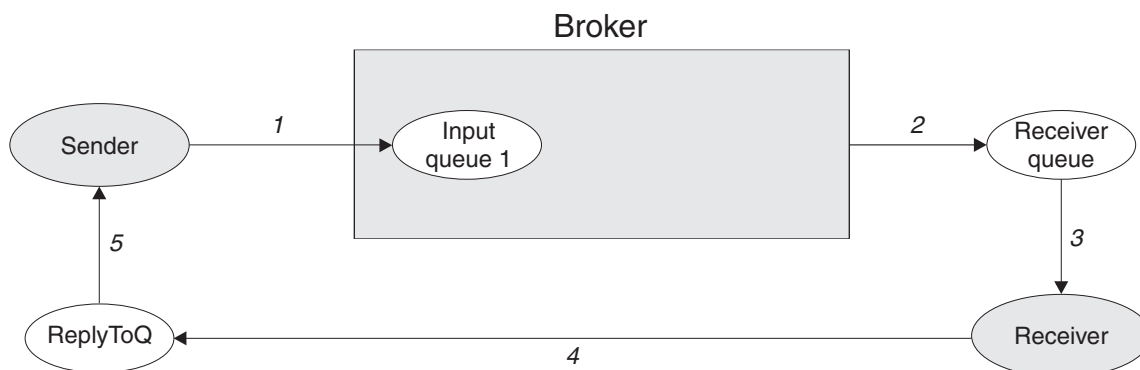 Broker
Sender
1
Input
queue 1
2
Receiver
queue
5
3
ReplyToQ
4
Receiver